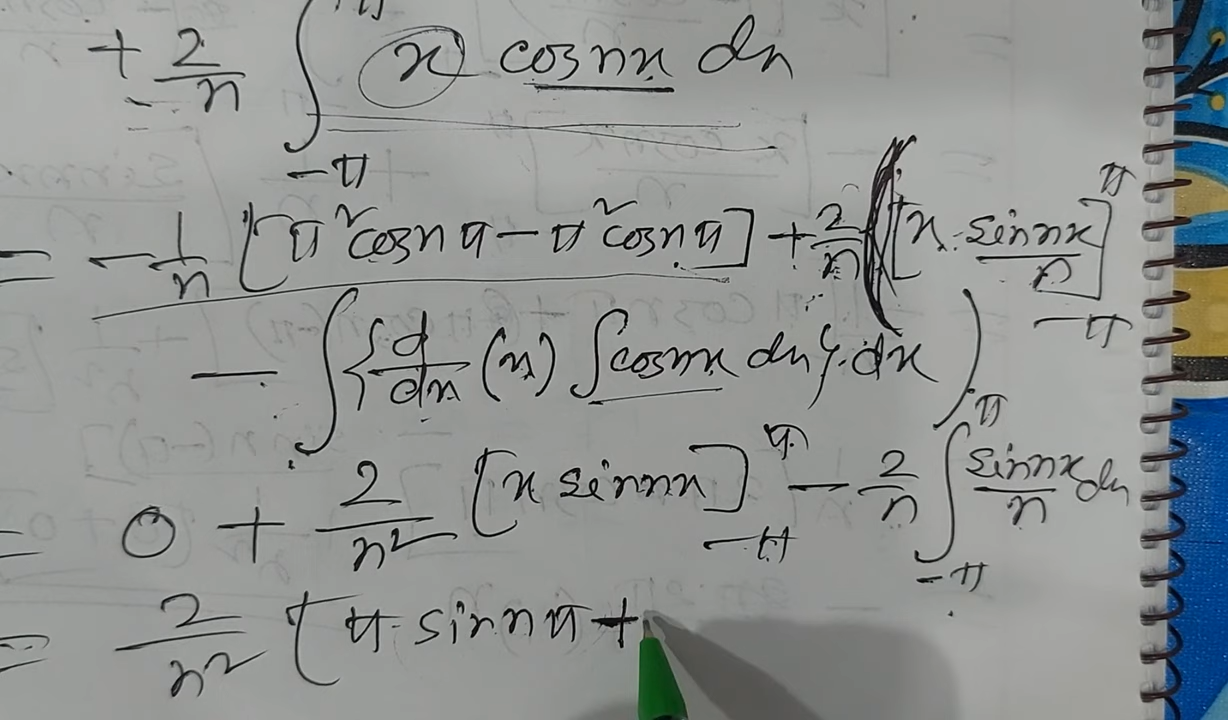 + 2/n ∫_{-π}^{π} x cos nx dx
= -1/n [π² cos nπ - π² cos nπ] + 2/n ([x · sin nx / n]_{-π}^{π}
- ∫ {d/dx (x) ∫ cos nx dx} · dx)
= 0 + 2/n² [x sin nx]_{-π}^{π} - 2/n ∫_{-π}^{π} sin nx / n dx
= 2/n² [π · sin nπ +